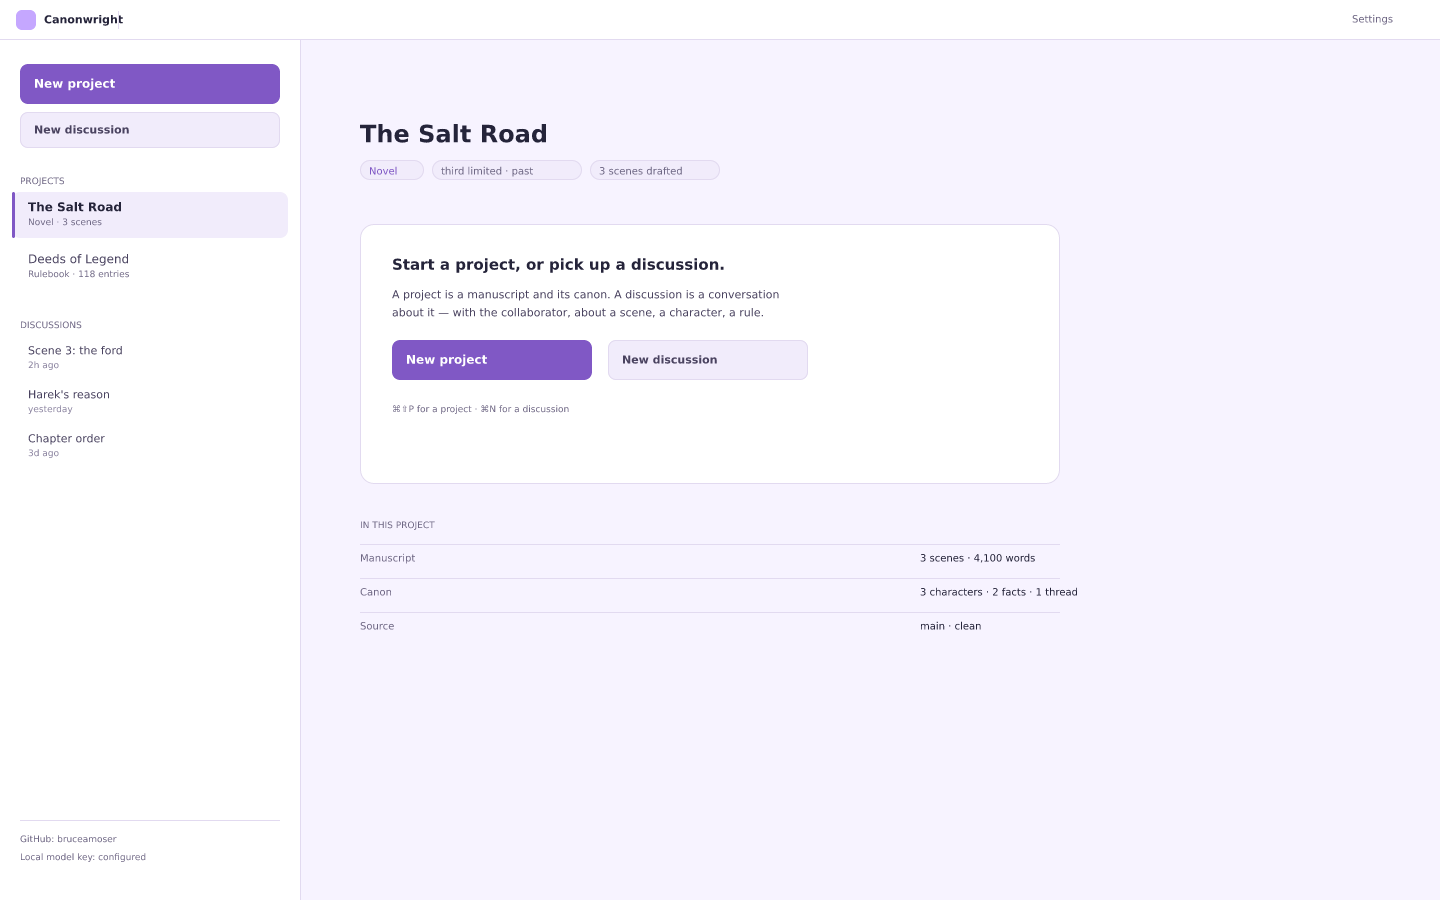 Canonwright
Settings
New project
New discussion
PROJECTS
The Salt Road
Novel · 3 scenes
Deeds of Legend
Rulebook · 118 entries
DISCUSSIONS
Scene 3: the ford
2h ago
Harek's reason
yesterday
Chapter order
3d ago
GitHub: bruceamoser
Local model key: configured
The Salt Road
Novel
third limited · past
3 scenes drafted
Start a project, or pick up a discussion.
A project is a manuscript and its canon. A discussion is a conversation
about it — with the collaborator, about a scene, a character, a rule.
New project
New discussion
⌘⇧P for a project · ⌘N for a discussion
IN THIS PROJECT
Manuscript
3 scenes · 4,100 words
Canon
3 characters · 2 facts · 1 thread
Source
main · clean